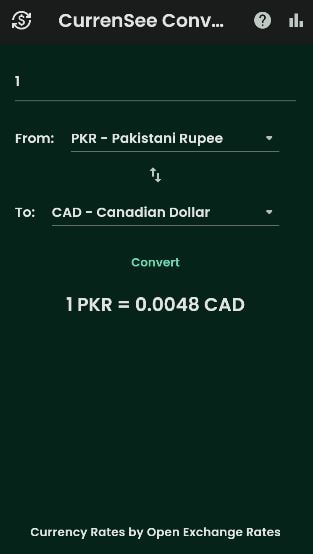 CurrenSee Conv...
1
From: PKR - Pakistani Rupee
To: CAD - Canadian Dollar
Convert
1 PKR = 0.0048 CAD
Currency Rates by Open Exchange Rates